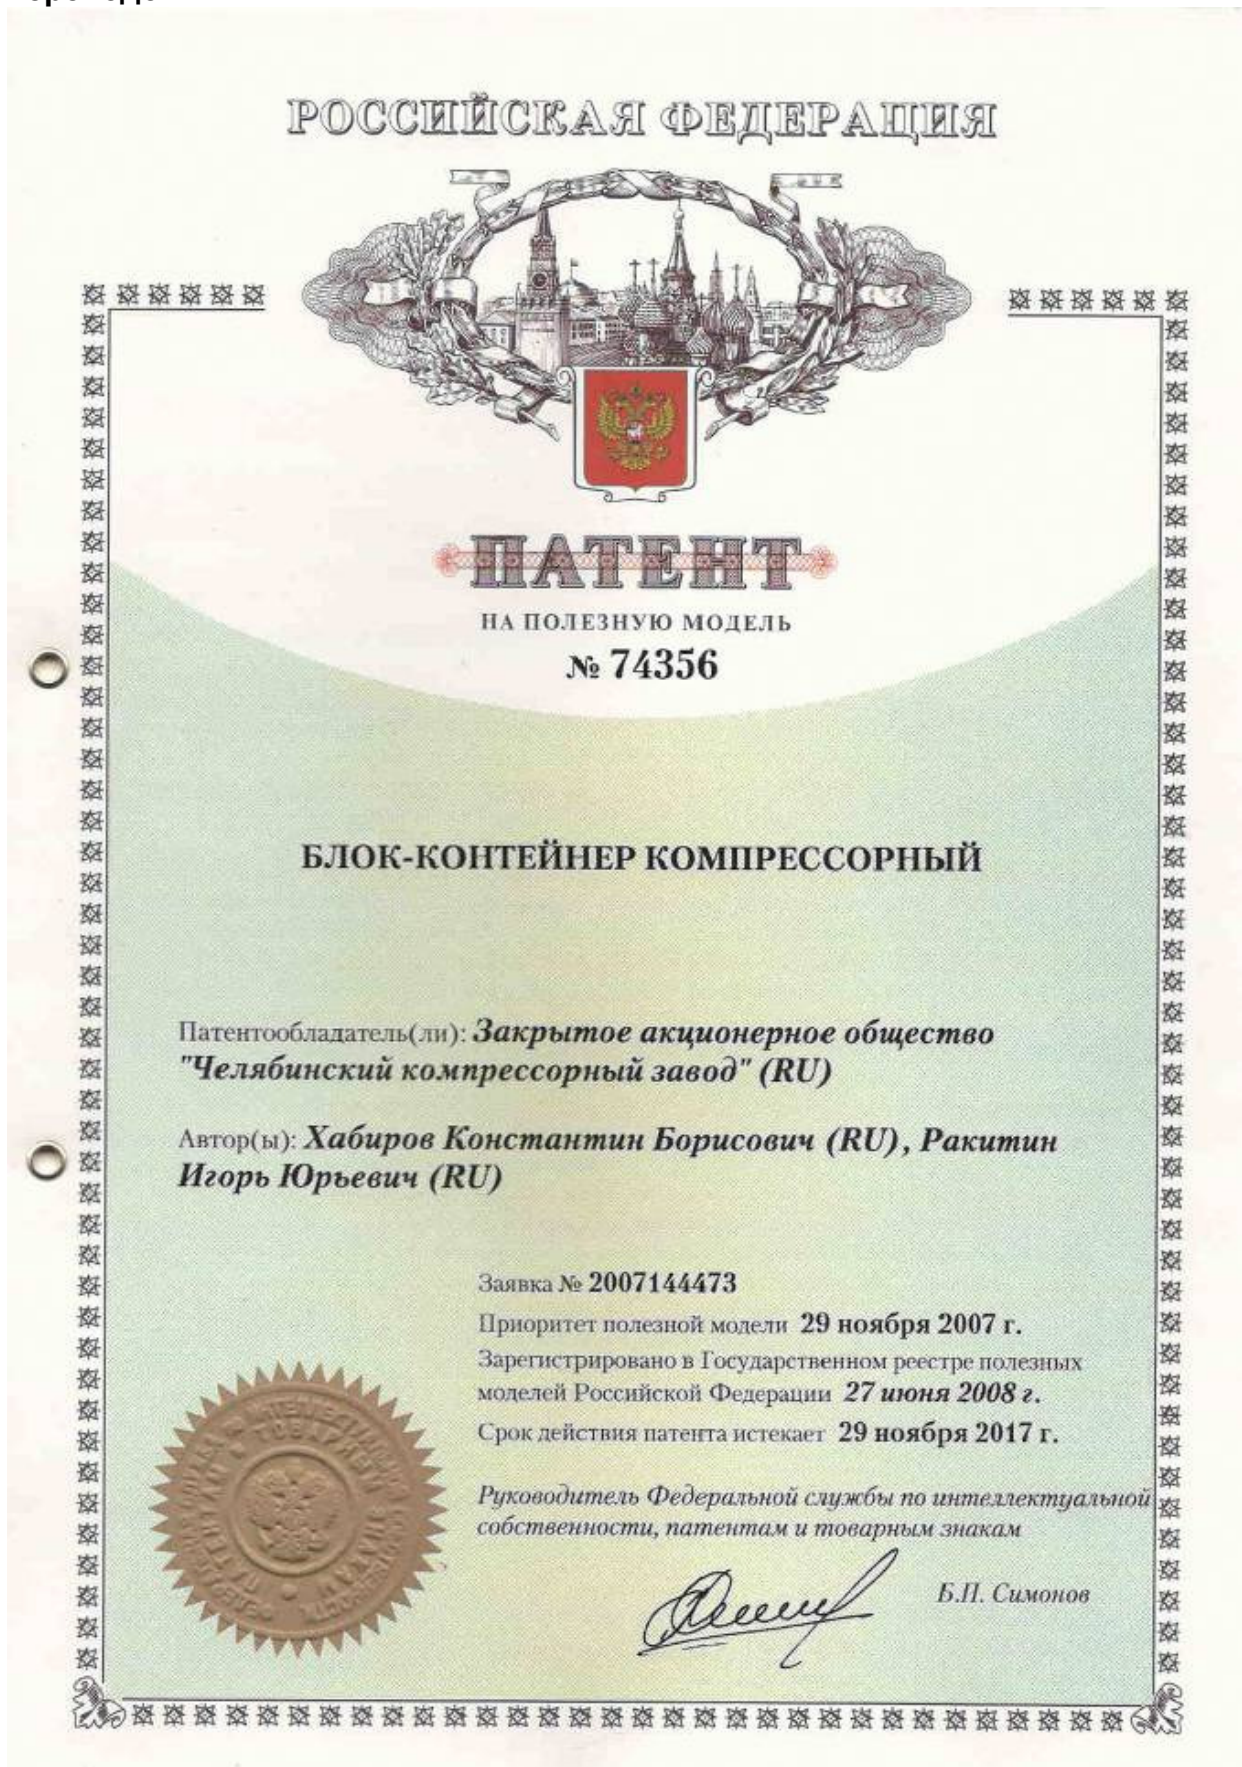 РОССИЙСКАЯ ФЕДЕРАЦИЯ
ПАТЕНТ
НА ПОЛЕЗНУЮ МОДЕЛЬ
№ 74356
БЛОК-КОНТЕЙНЕР КОМПРЕССОРНЫЙ
Патентообладатель(ли): Закрытое акционерное общество
"Челябинский компрессорный завод" (RU)
Автор(ы): Хабиров Константин Борисович (RU), Ракитин
Игорь Юрьевич (RU)
Заявка № 2007144473
Приоритет полезной модели 29 ноября 2007 г.
Зарегистрировано в Государственном реестре полезных
моделей Российской Федерации 27 июня 2008 г.
Срок действия патента истекает 29 ноября 2017 г.
Руководитель Федеральной службы по интеллектуальной
собственности, патентам и товарным знакам
Б.П. Симонов